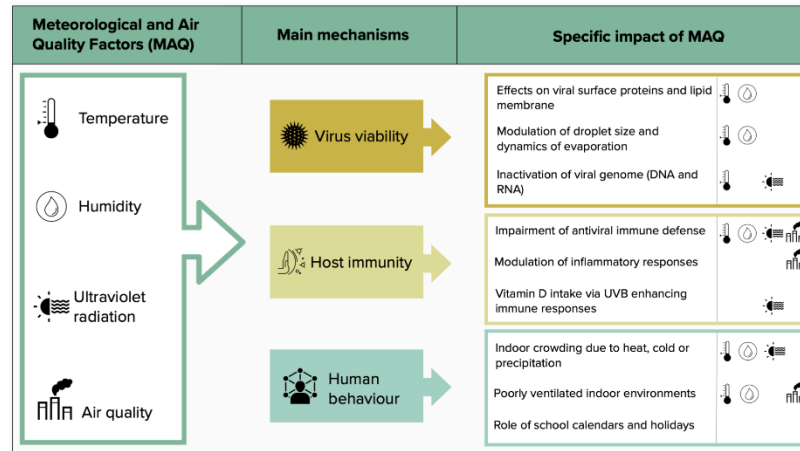 Meteorological and Air
Quality Factors (MAQ)
Main mechanisms
Specific impact of MAQ
Temperature
Humidity
Ultraviolet
radiation
Air quality
Virus viability
Host immunity
Human
behaviour
Effects on viral surface proteins and lipid
membrane
Modulation of droplet size and
dynamics of evaporation
Inactivation of viral genome (DNA and
RNA)
Impairment of antiviral immune defense
Modulation of inflammatory responses
Vitamin D intake via UVB enhancing
immune responses
Indoor crowding due to heat, cold or
precipitation
Poorly ventilated indoor environments
Role of school calendars and holidays